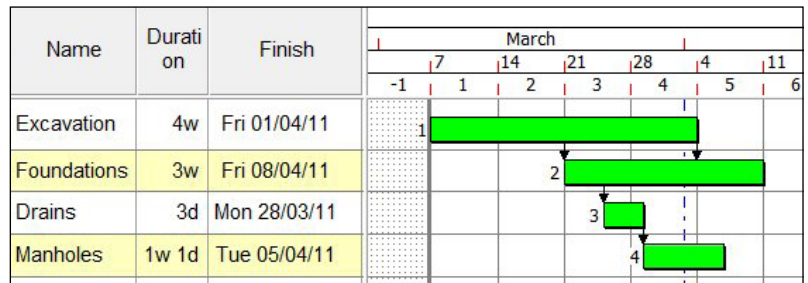 Name Durati on Finish March
7 14 21 28 4 11
-1 1 2 3 4 5 6
Excavation 4w Fri 01/04/11 1
Foundations 3w Fri 08/04/11 2
Drains 3d Mon 28/03/11 3
Manholes 1w 1d Tue 05/04/11 4